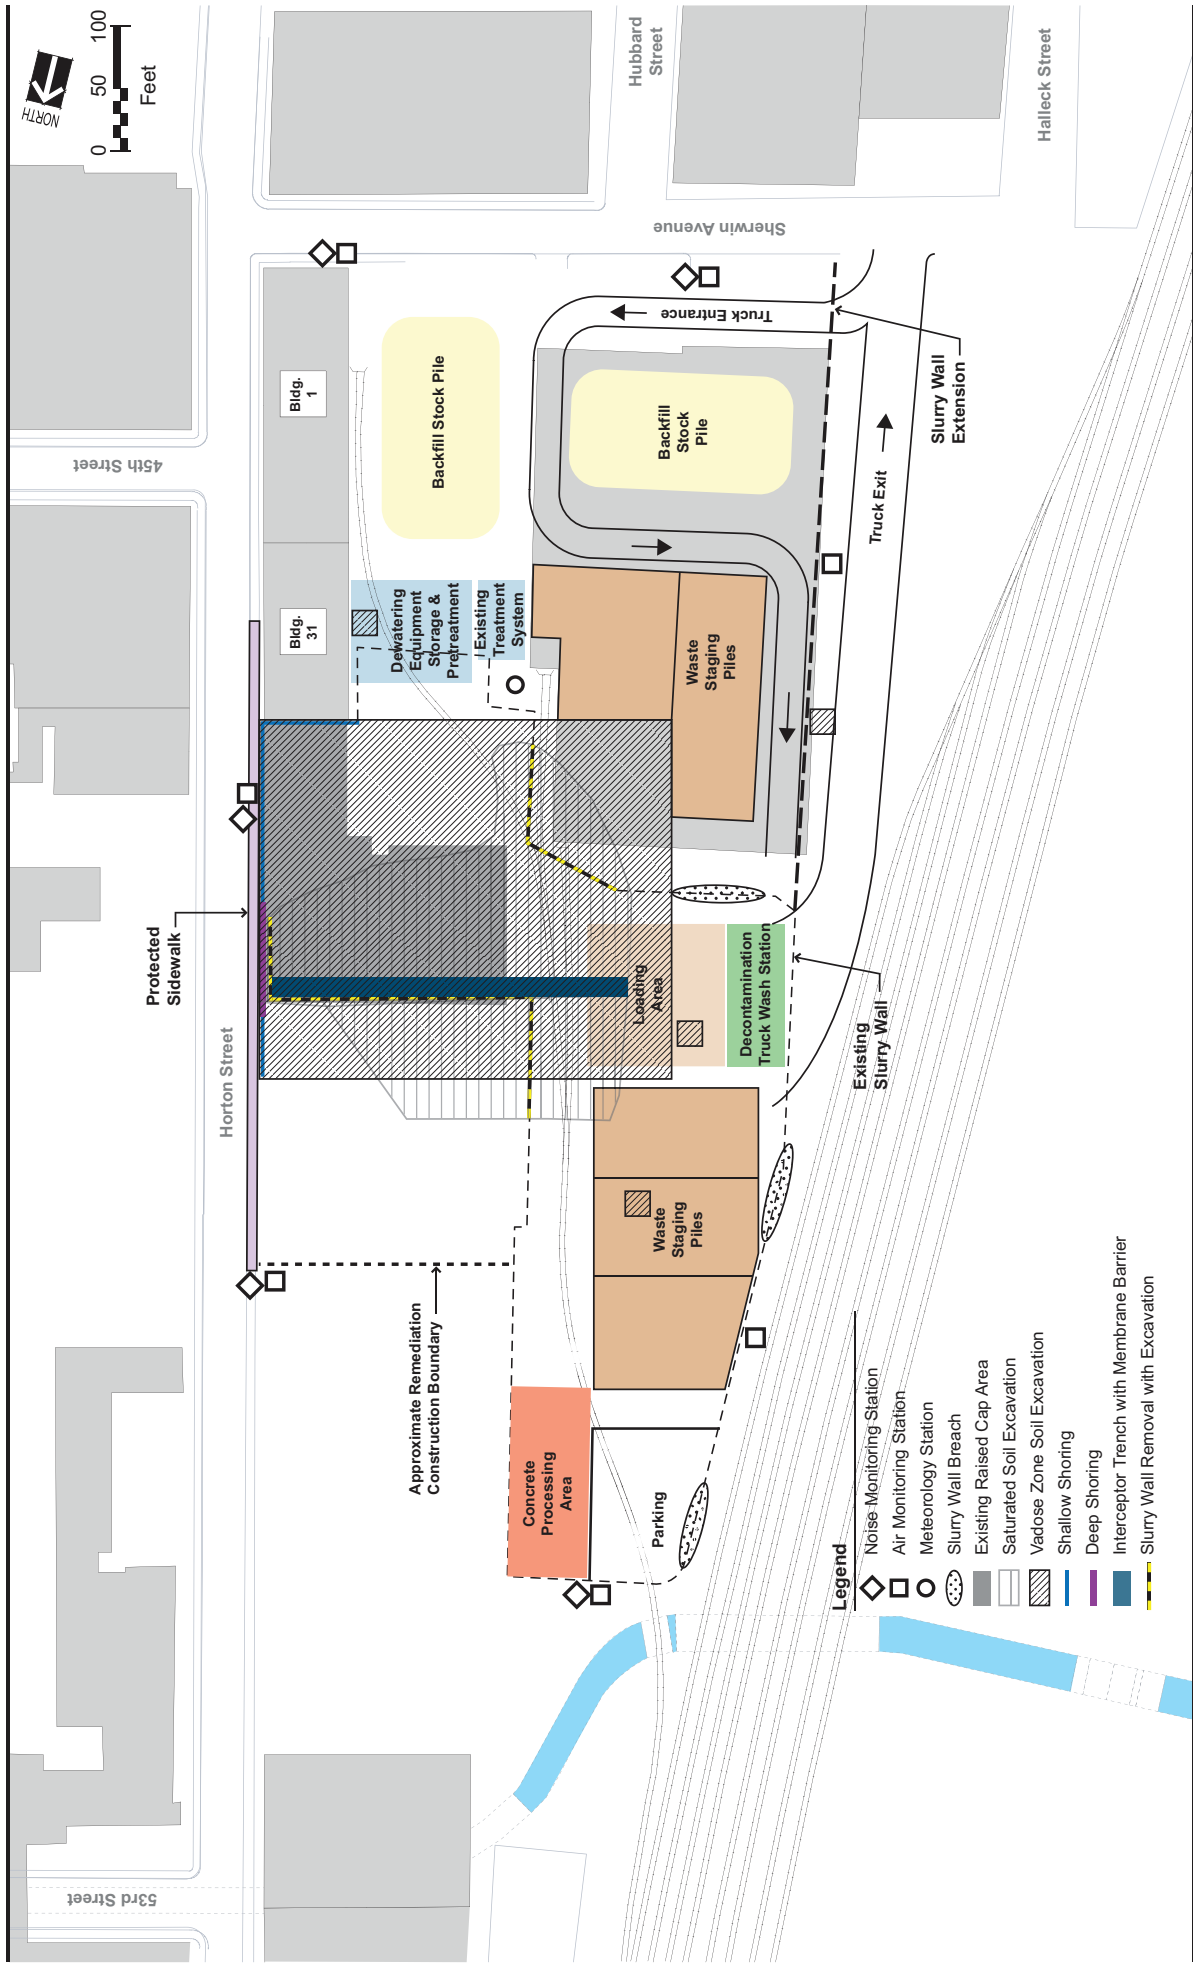 NORTH
0 50 100
Feet
Hubbard
Street
Halleck Street
Sherwin Avenue
45th Street
Horton Street
53rd Street
Bldg.
1
Bldg.
31
Backfill Stock Pile
Backfill
Stock
Pile
Truck Entrance
Truck Exit
Slurry Wall
Extension
Dewatering
Equipment
Storage &
Pretreatment
Existing
Treatment
System
Waste
Staging
Piles
Protected
Sidewalk
Loading
Area
Decontamination
Truck Wash Station
Existing
Slurry Wall
Waste
Staging
Piles
Approximate Remediation
Construction Boundary
Concrete
Processing
Area
Parking
Legend
Noise Monitoring Station
Air Monitoring Station
Meteorology Station
Slurry Wall Breach
Existing Raised Cap Area
Saturated Soil Excavation
Vadose Zone Soil Excavation
Shallow Shoring
Deep Shoring
Interceptor Trench with Membrane Barrier
Slurry Wall Removal with Excavation